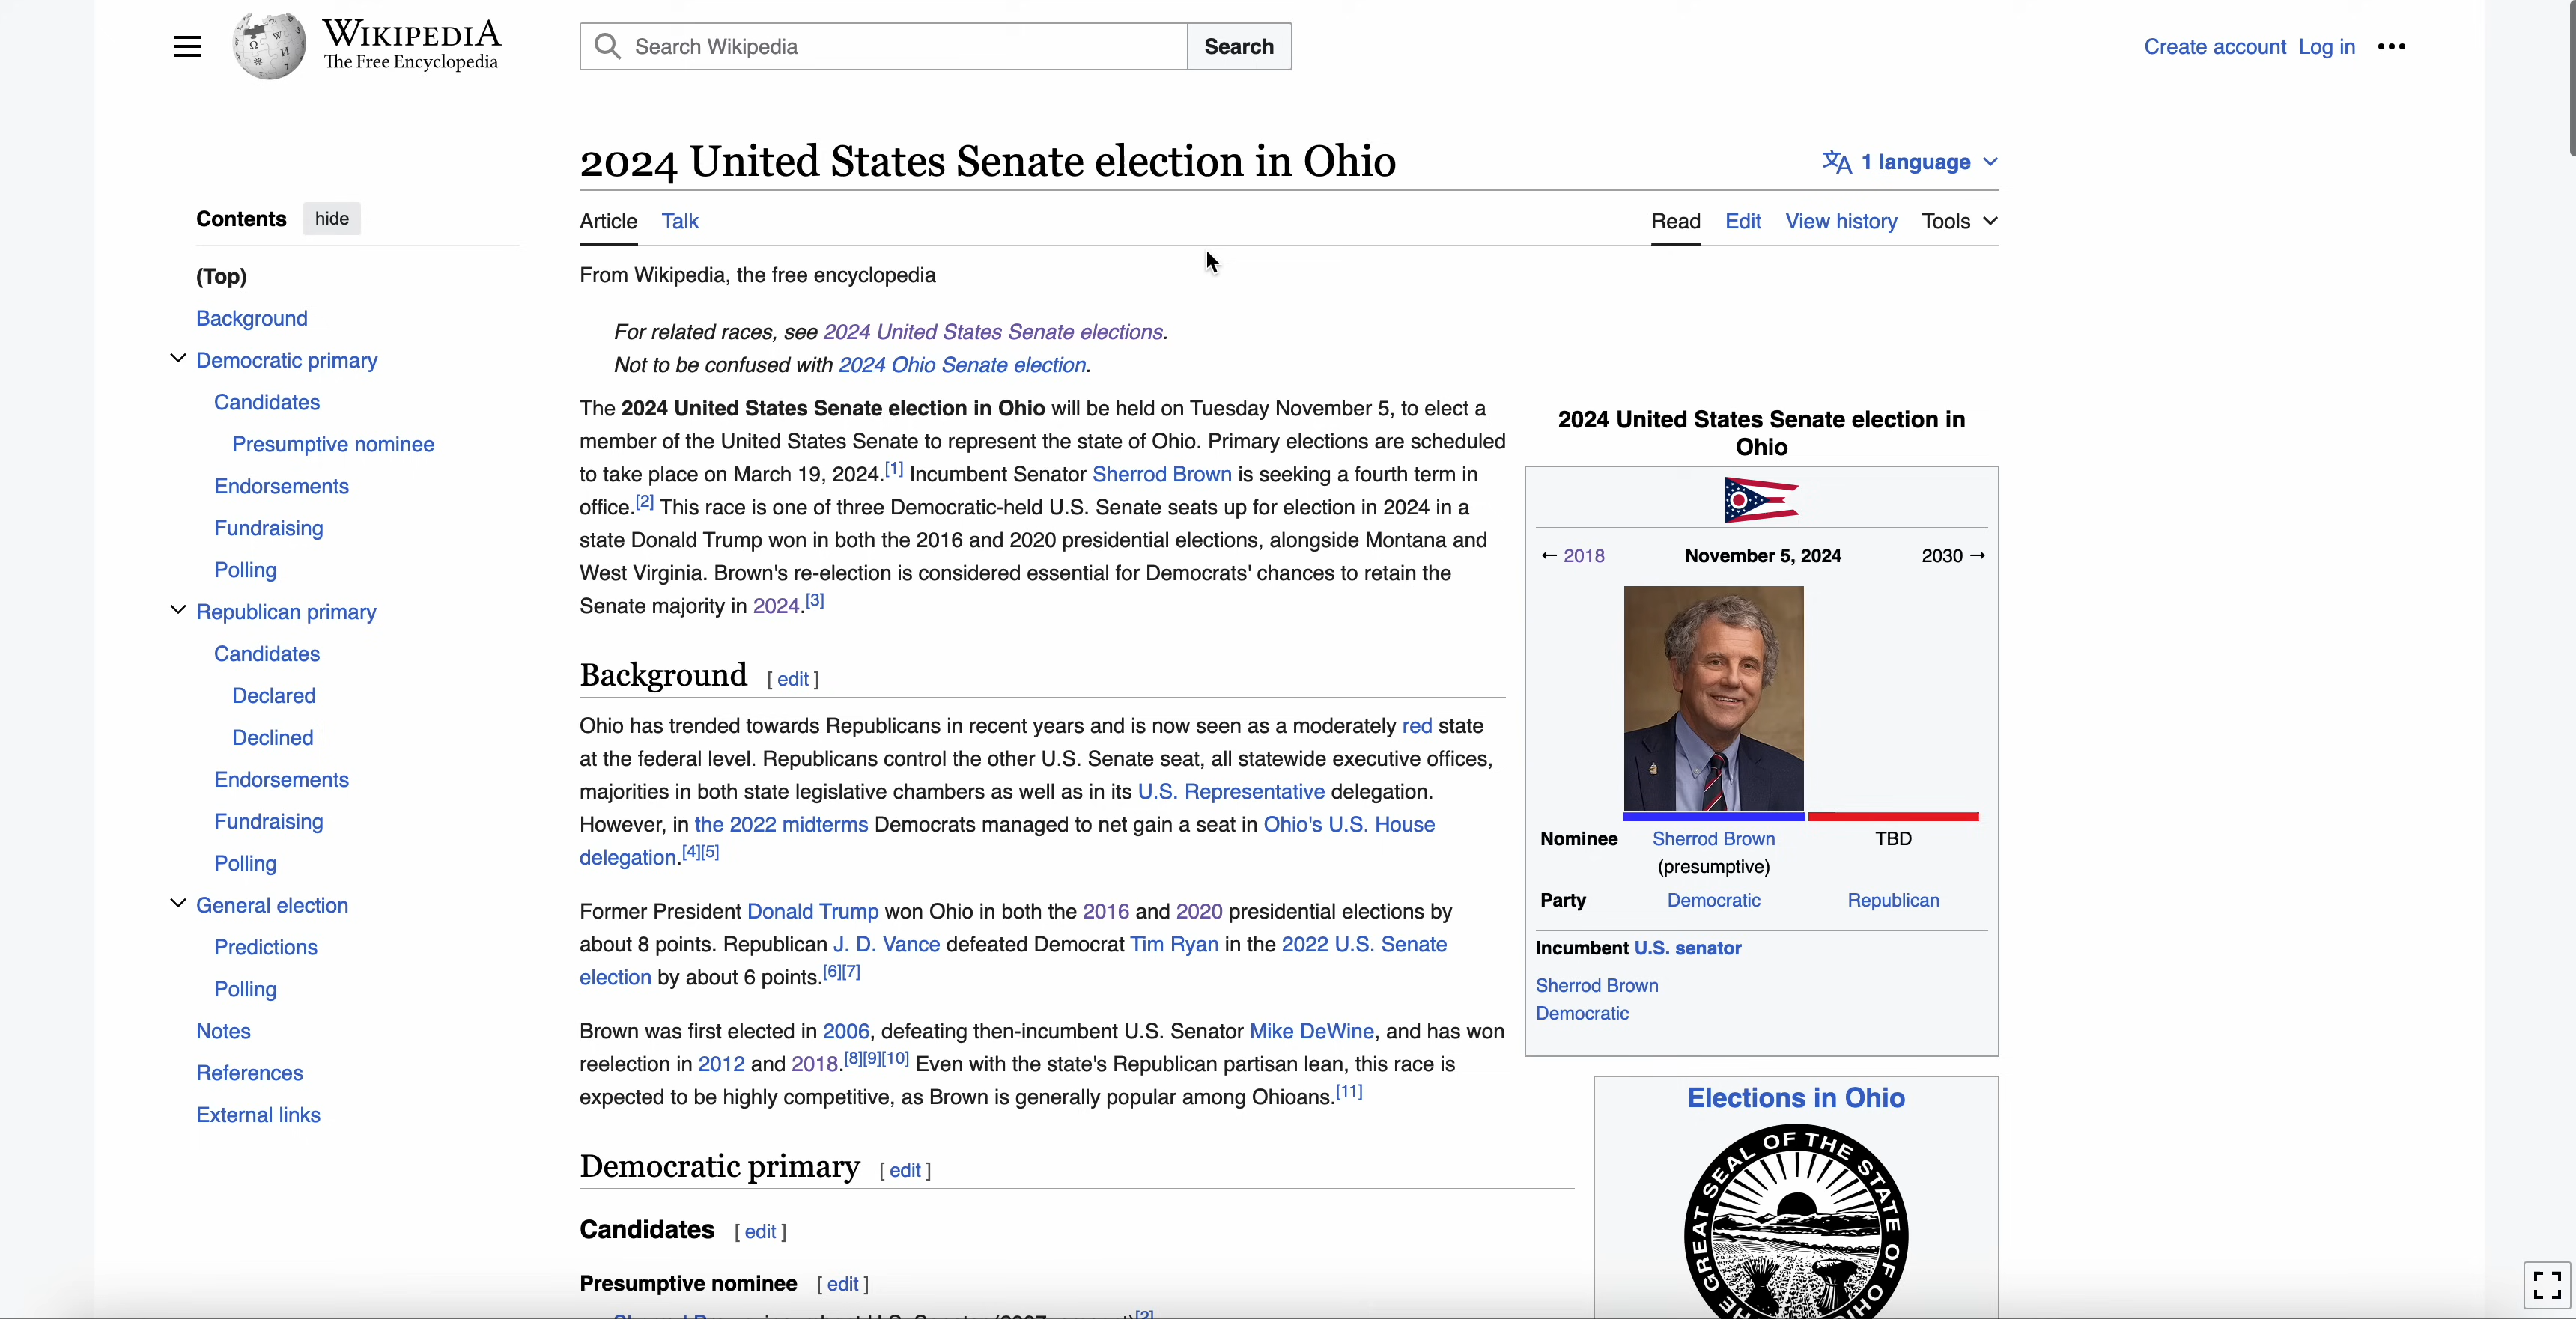 WIKIPEDIA
The Free Encyclopedia
Search Wikipedia
Search
Create account Log in
2024 United States Senate election in Ohio
1 language
Contents hide
Article Talk
Read Edit View history Tools
(Top)
Background
Democratic primary
Candidates
Presumptive nominee
Endorsements
Fundraising
Polling
Republican primary
Candidates
Declared
Declined
Endorsements
Fundraising
Polling
General election
Predictions
Polling
Notes
References
External links
From Wikipedia, the free encyclopedia
For related races, see 2024 United States Senate elections.
Not to be confused with 2024 Ohio Senate election.
The 2024 United States Senate election in Ohio will be held on Tuesday November 5, to elect a
member of the United States Senate to represent the state of Ohio. Primary elections are scheduled
to take place on March 19, 2024.[1] Incumbent Senator Sherrod Brown is seeking a fourth term in
office.[2] This race is one of three Democratic-held U.S. Senate seats up for election in 2024 in a
state Donald Trump won in both the 2016 and 2020 presidential elections, alongside Montana and
West Virginia. Brown's re-election is considered essential for Democrats' chances to retain the
Senate majority in 2024.[3]
Background [ edit ]
Ohio has trended towards Republicans in recent years and is now seen as a moderately red state
at the federal level. Republicans control the other U.S. Senate seat, all statewide executive offices,
majorities in both state legislative chambers as well as in its U.S. Representative delegation.
However, in the 2022 midterms Democrats managed to net gain a seat in Ohio's U.S. House
delegation.[4][5]
Former President Donald Trump won Ohio in both the 2016 and 2020 presidential elections by
about 8 points. Republican J. D. Vance defeated Democrat Tim Ryan in the 2022 U.S. Senate
election by about 6 points.[6][7]
Brown was first elected in 2006, defeating then-incumbent U.S. Senator Mike DeWine, and has won
reelection in 2012 and 2018.[8][9][10] Even with the state's Republican partisan lean, this race is
expected to be highly competitive, as Brown is generally popular among Ohioans.[11]
Democratic primary [ edit ]
Candidates [ edit ]
Presumptive nominee [ edit ]
2024 United States Senate election in
Ohio
← 2018 November 5, 2024 2030 →
Nominee Sherrod Brown TBD
(presumptive)
Party Democratic Republican
Incumbent U.S. senator
Sherrod Brown
Democratic
Elections in Ohio
GREAT SEAL OF THE STATE OF